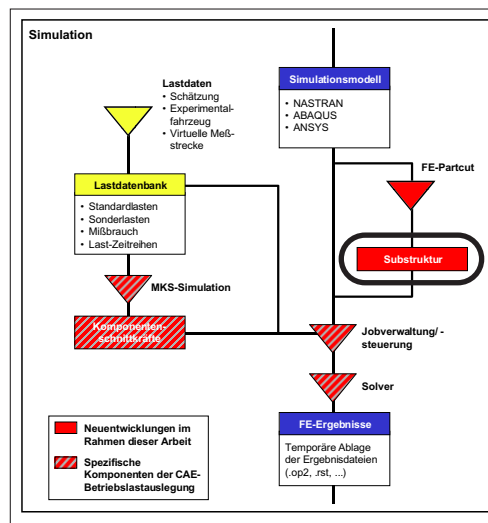 Simulation
Lastdaten
• Schätzung
• Experimental-
fahrzeug
• Virtuelle Meß-
strecke
Lastdatenbank
• Standardlasten
• Sonderlasten
• Mißbrauch
• Last-Zeitreihen
MKS-Simulation
Komponenten-
schnittkräfte
Simulationsmodell
• NASTRAN
• ABAQUS
• ANSYS
FE-Partcut
Substruktur
Jobverwaltung/ -
steuerung
Solver
FE-Ergebnisse
Temporäre Ablage
der Ergebnisdateien
(.op2, .rst, ...)
Neuentwicklungen im
Rahmen dieser Arbeit
Spezifische
Komponenten der CAE-
Betriebslastauslegung